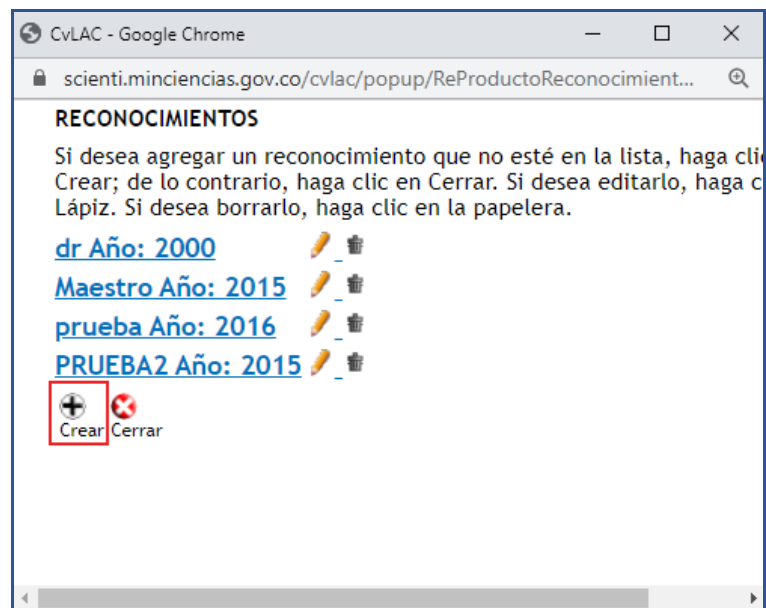 CvLAC - Google Chrome
scienti.minciencias.gov.co/cvlac/popup/ReProductoReconocimient...
RECONOCIMIENTOS
Si desea agregar un reconocimiento que no esté en la lista, haga
Crear; de lo contrario, haga clic en Cerrar. Si desea editarlo, haga
Lápiz. Si desea borrarlo, haga clic en la papelera.
dr Año: 2000
Maestro Año: 2015
prueba Año: 2016
PRUEBA2 Año: 2015
Crear Cerrar